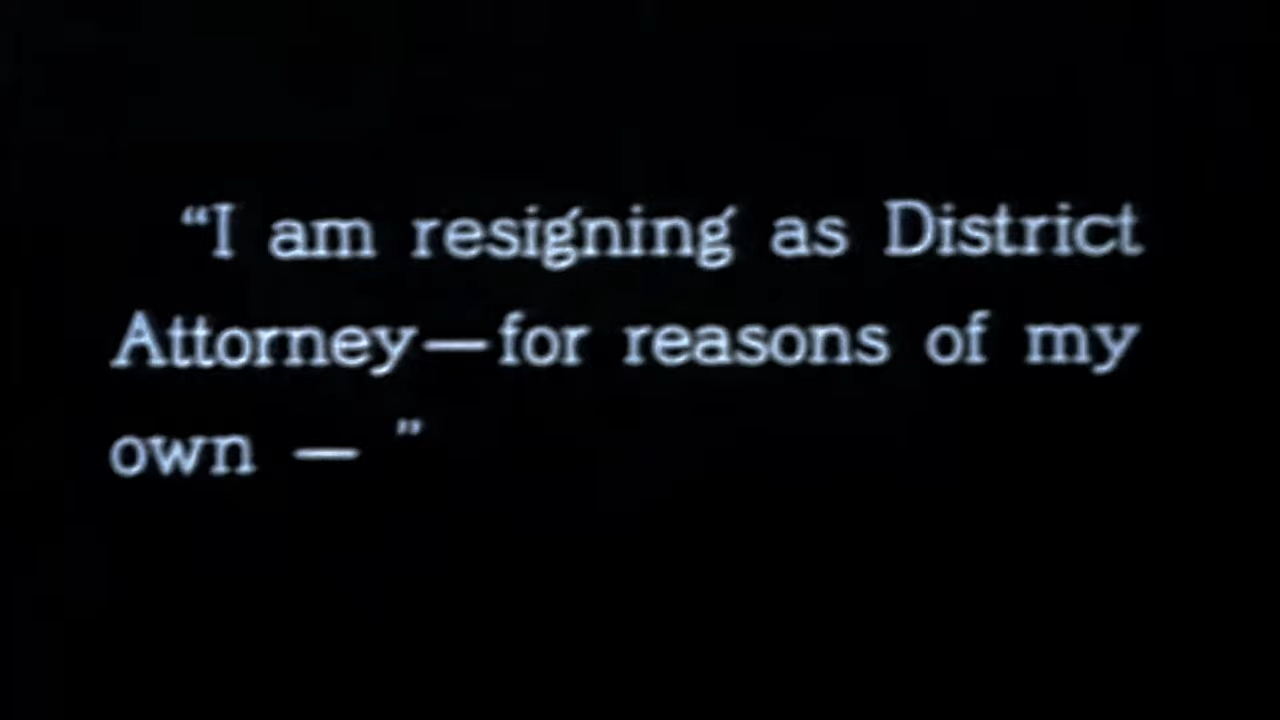 “I am resigning as District
Attorney—for reasons of my
own — ”